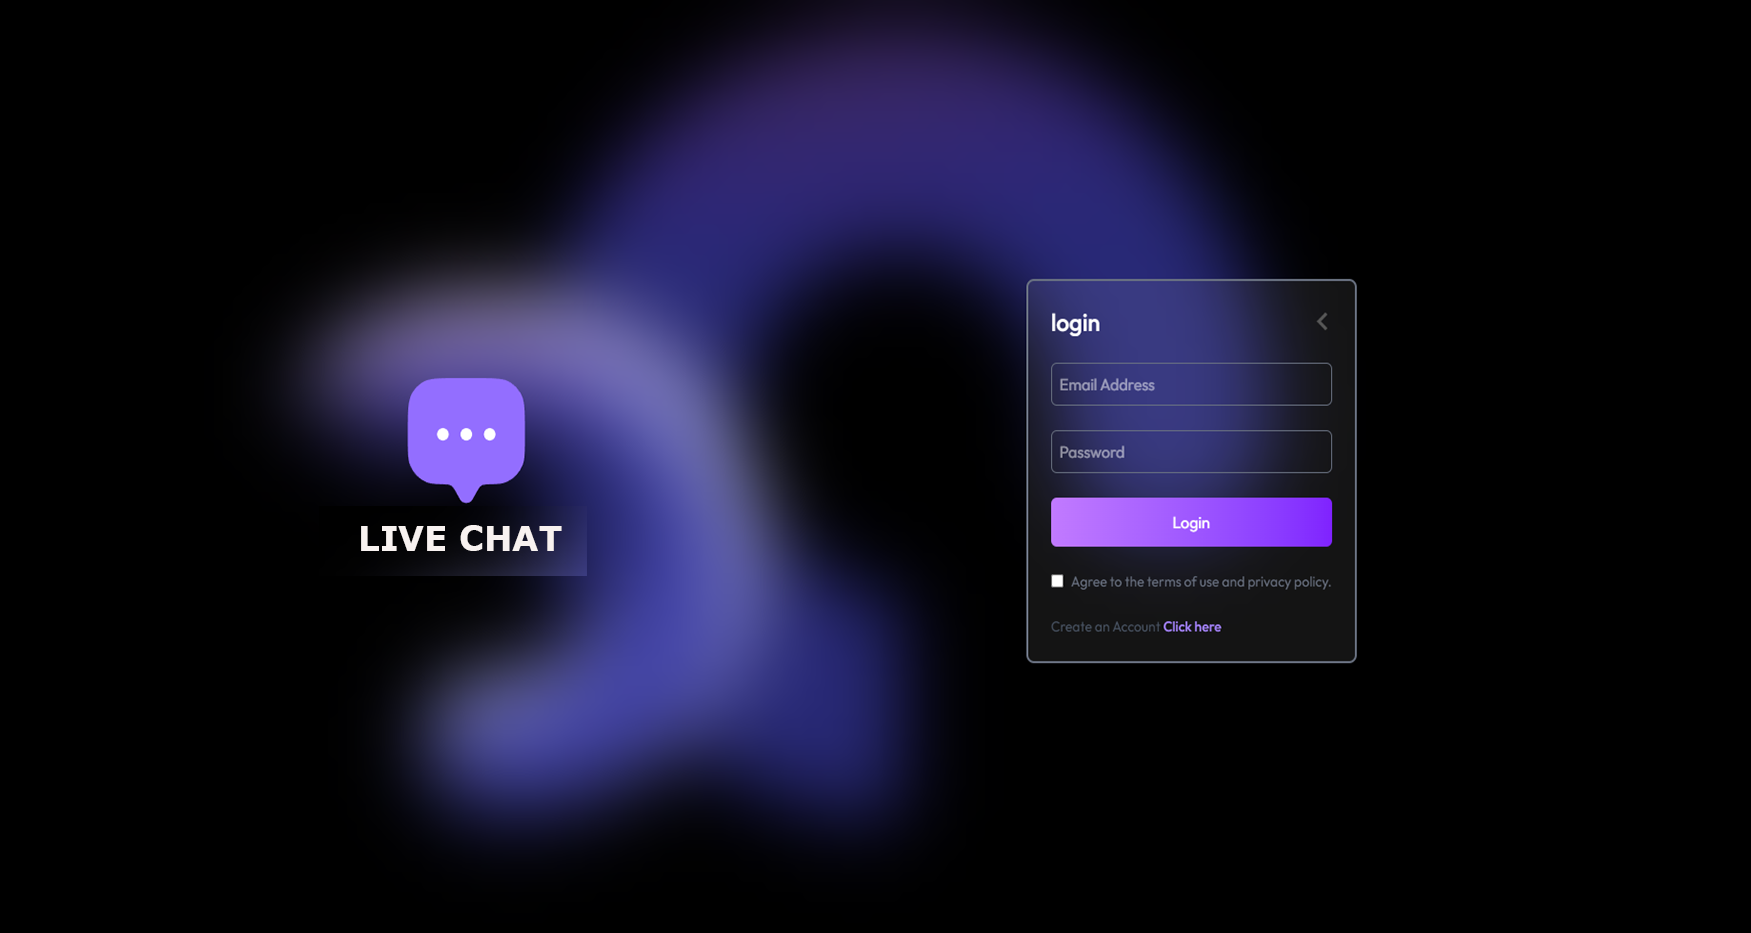 LIVE CHAT
login
Email Address
Password
Login
Agree to the terms of use and privacy policy.
Create an Account Click here